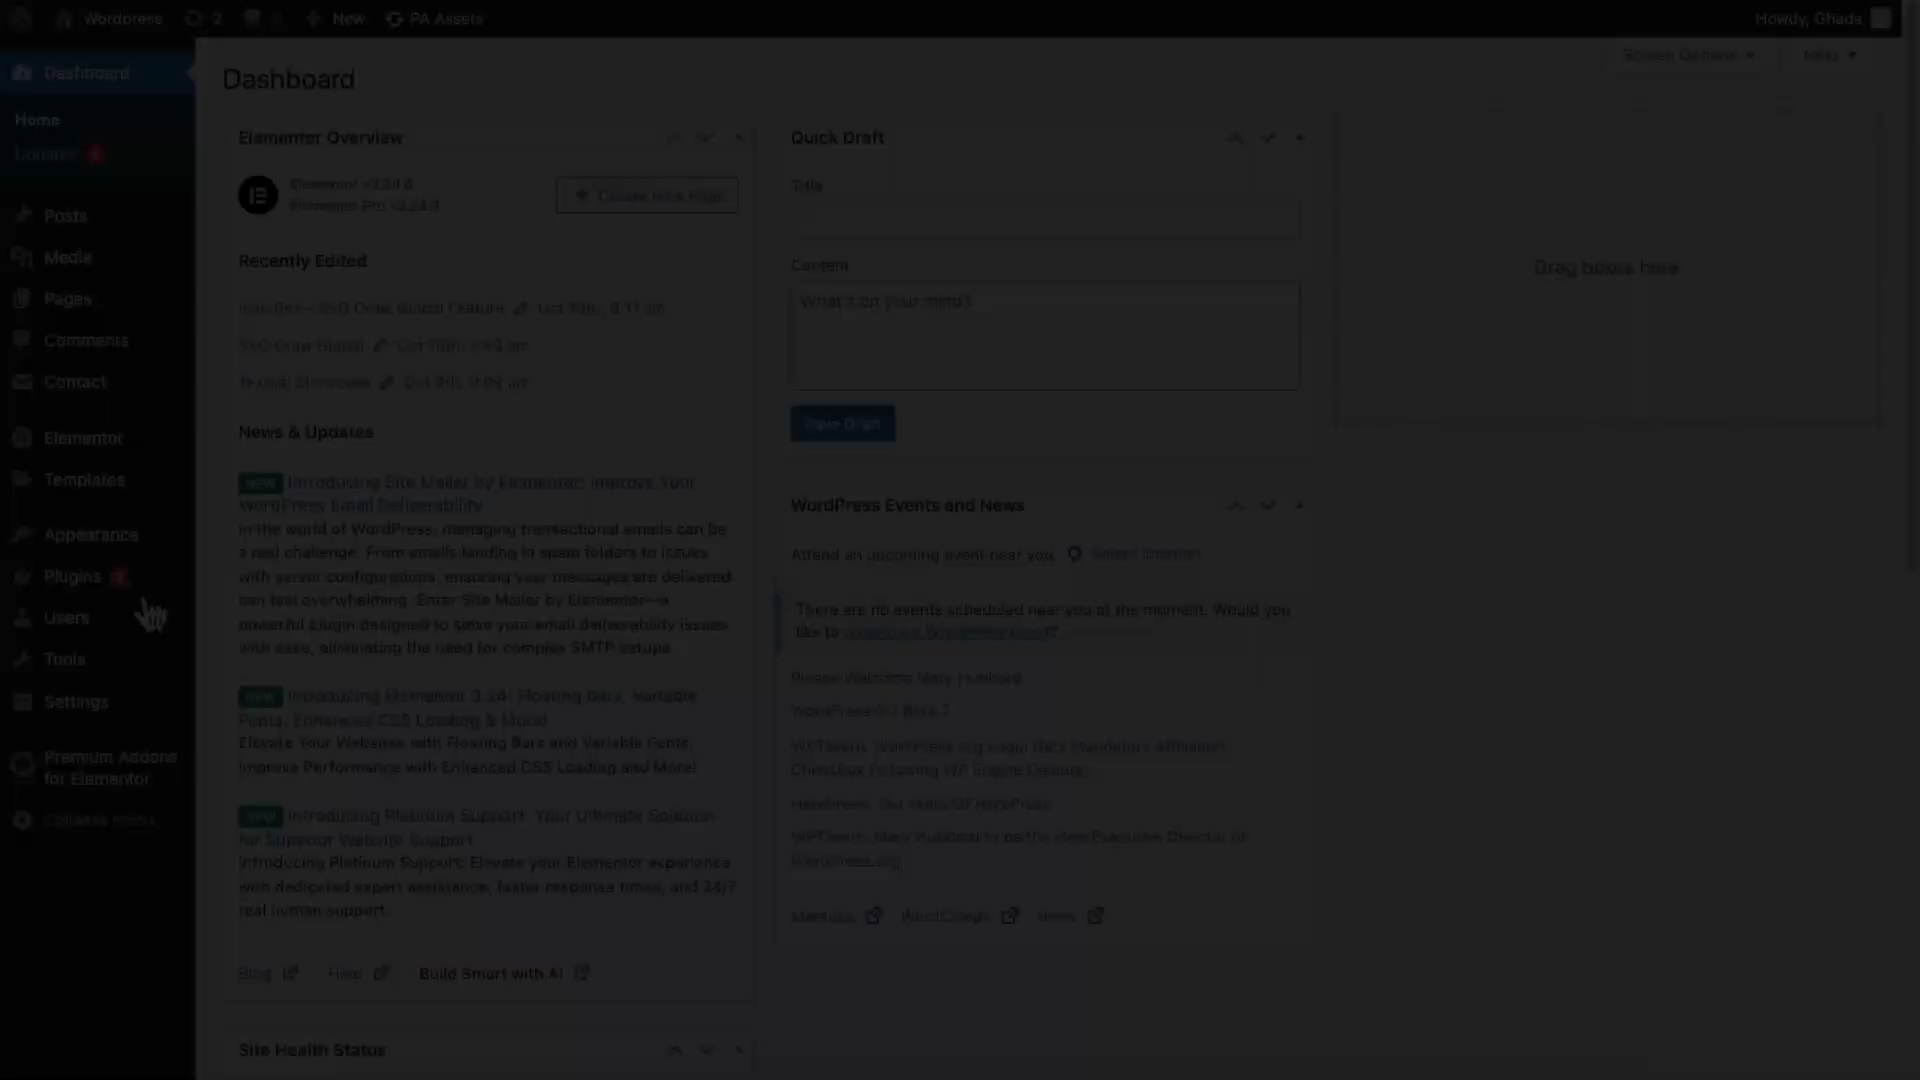 Wordpress
2
New
PA Assets
Howdy, Ghada
Dashboard
Home
Updates
Posts
Media
Pages
Comments
Contact
Elementor
Templates
Appearance
Plugins
Users
Tools
Settings
Premium Addons
for Elementor
Collapse menu
Dashboard
Screen Options
Help
Elementor Overview
Create New Page
Recently Edited
News & Updates
NEW Introducing Site Mailer by Elementor: Improve Your
WordPress Email Deliverability
In the world of WordPress, managing transactional emails can be
a real challenge. From emails landing in spam folders to issues
with server configurations, ensuring your messages are delivered
can feel overwhelming. Enter Site Mailer by Elementor—a
powerful plugin designed to solve your email deliverability issues
with ease, eliminating the need for complex SMTP setups.
NEW Introducing Elementor 3.24: Floating Bars, Variable
Fonts, Enhanced CSS Loading & More!
Elevate Your Websites with Floating Bars and Variable Fonts,
Improve Performance with Enhanced CSS Loading and More!
NEW Introducing Platinum Support: Your Ultimate Solution
for Superior Website Support
Introducing Platinum Support: Elevate your Elementor experience
with dedicated expert assistance, faster response times, and 24/7
real human support.
Blog
Help
Build Smart with AI
Site Health Status
Quick Draft
Title
Content
What's on your mind?
Save Draft
WordPress Events and News
Attend an upcoming event near you.
There are no events scheduled near you at the moment. Would you
like to
Please Welcome Mary Hubbard
Meetups
WordCamps
News
Drag boxes here